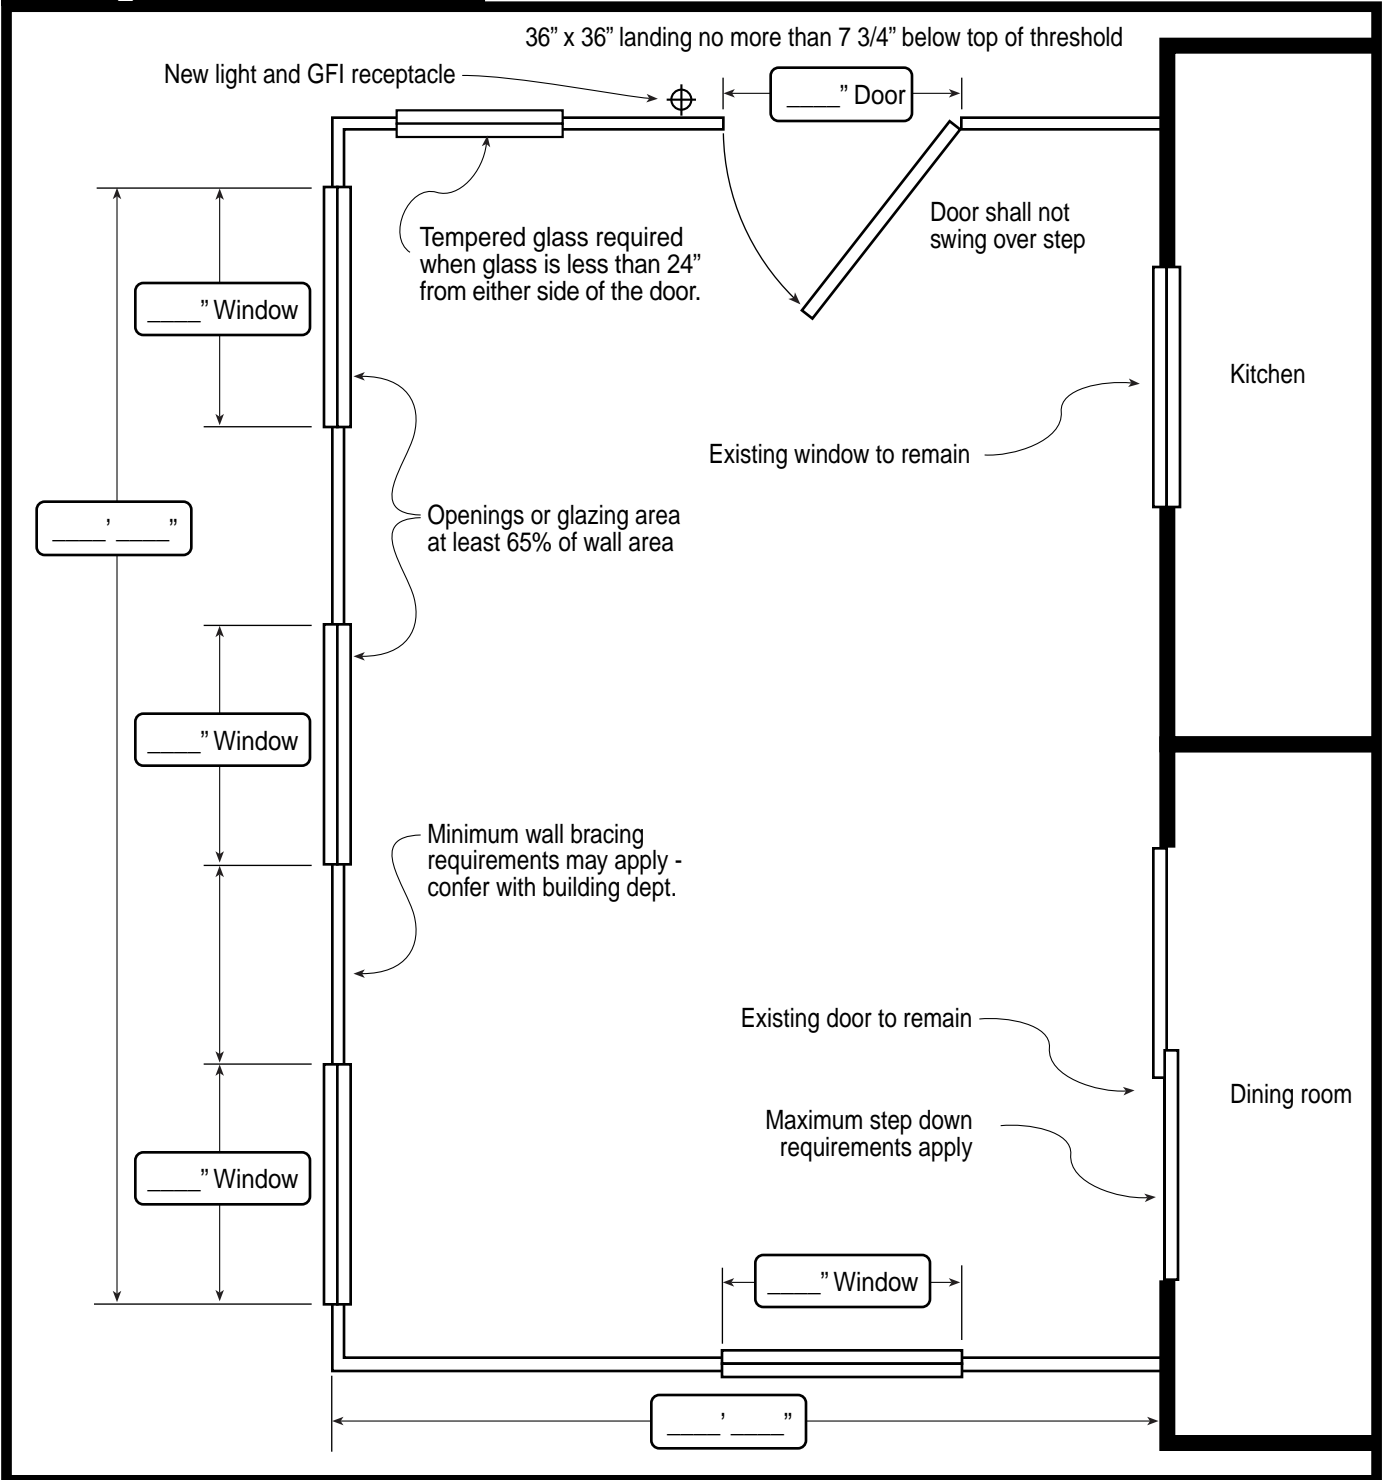 36” x 36” landing no more than 7 3/4” below top of threshold
New light and GFI receptacle
____” Door
Door shall not
swing over step
Tempered glass required
when glass is less than 24”
from either side of the door.
____” Window
Kitchen
Existing window to remain
____’ ____”
Openings or glazing area
at least 65% of wall area
____” Window
Minimum wall bracing
requirements may apply -
confer with building dept.
Existing door to remain
Dining room
Maximum step down
requirements apply
____” Window
____” Window
____’ ____”